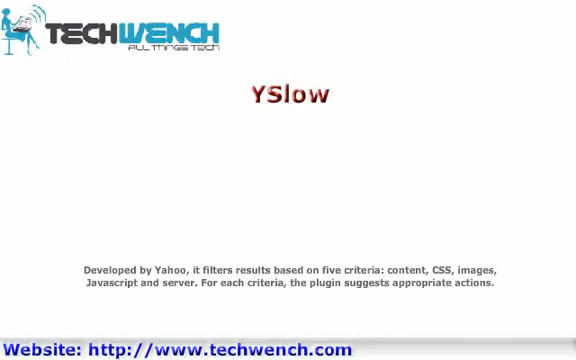 TECHWENCH
ALL THINGS TECH
YSlow
Developed by Yahoo, it filters results based on five criteria: content, CSS, images,
Javascript and server. For each criteria, the plugin suggests appropriate actions.
Website: http://www.techwench.com